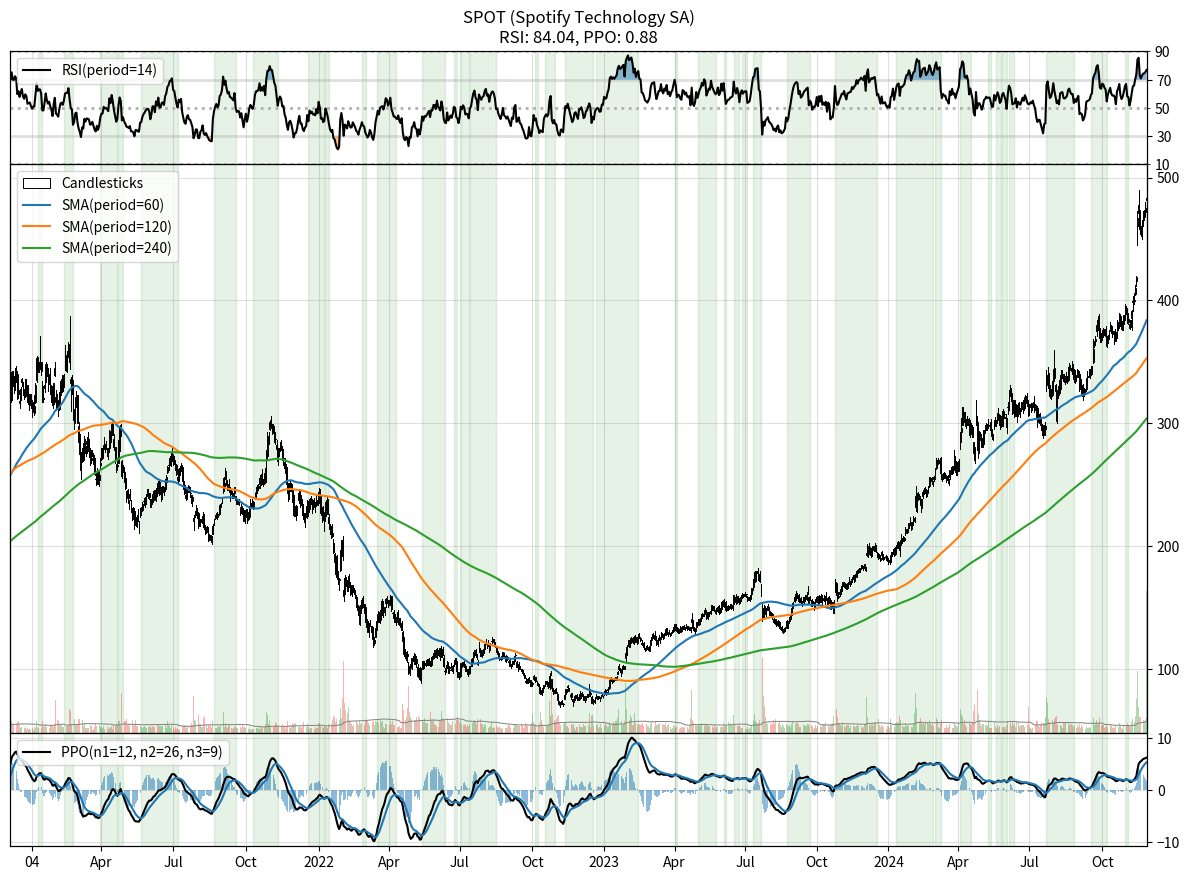 SPOT (Spotify Technology SA)
RSI: 84.04, PPO: 0.88
RSI(period=14)
90
70
50
30
10
Candlesticks
SMA(period=60)
SMA(period=120)
SMA(period=240)
500
400
300
200
100
PPO(n1=12, n2=26, n3=9)
10
0
−10
04 Apr Jul Oct 2022 Apr Jul Oct 2023 Apr Jul Oct 2024 Apr Jul Oct